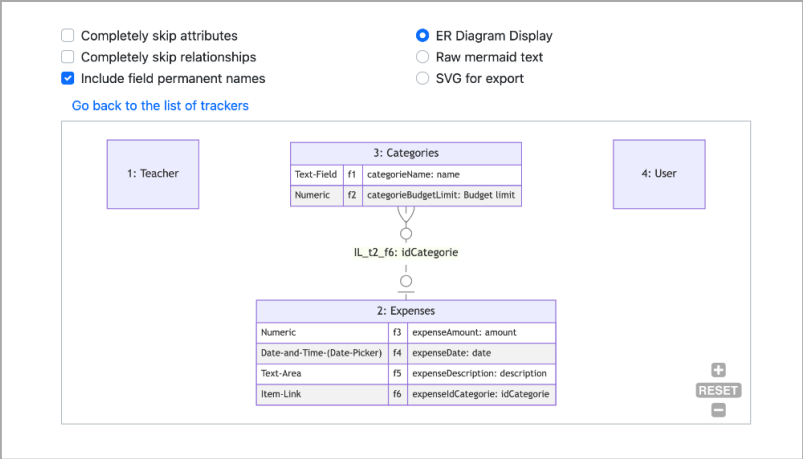 Completely skip attributes
Completely skip relationships
Include field permanent names
ER Diagram Display
Raw mermaid text
SVG for export
Go back to the list of trackers
1: Teacher
3: Categories
Text-Field f1 categorieName: name
Numeric f2 categorieBudgetLimit: Budget limit
4: User
IL_t2_f6: idCategorie
2: Expenses
Numeric f3 expenseAmount: amount
Date-and-Time-(Date-Picker) f4 expenseDate: date
Text-Area f5 expenseDescription: description
Item-Link f6 expenseIdCategorie: idCategorie
RESET